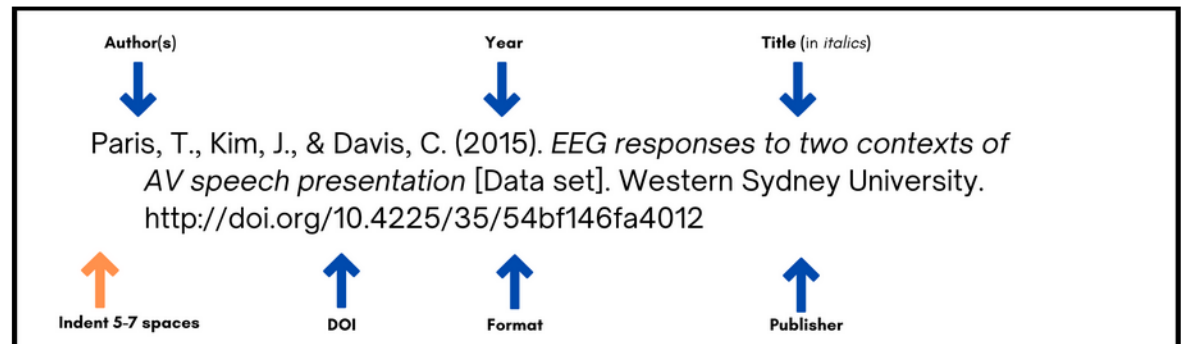 Author(s) Year Title (in italics)
Paris, T., Kim, J., & Davis, C. (2015). EEG responses to two contexts of
AV speech presentation [Data set]. Western Sydney University.
http://doi.org/10.4225/35/54bf146fa4012
Indent 5-7 spaces DOI Format Publisher